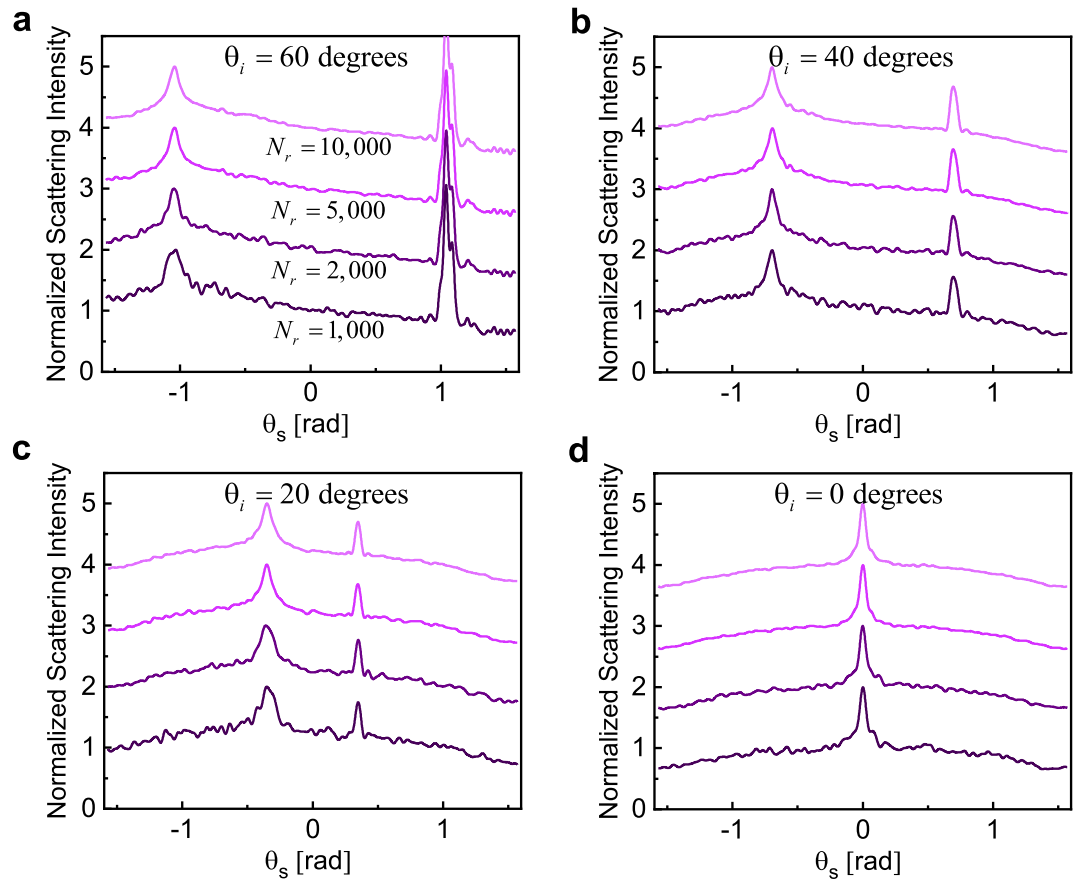 a
θi = 60 degrees
Normalized Scattering Intensity
5
4
3
2
1
0
Nr = 10,000
Nr = 5,000
Nr = 2,000
Nr = 1,000
-1 0 1
θs [rad]
b
θi = 40 degrees
Normalized Scattering Intensity
5
4
3
2
1
0
-1 0 1
θs [rad]
c
θi = 20 degrees
Normalized Scattering Intensity
5
4
3
2
1
0
-1 0 1
θs [rad]
d
θi = 0 degrees
Normalized Scattering Intensity
5
4
3
2
1
0
-1 0 1
θs [rad]